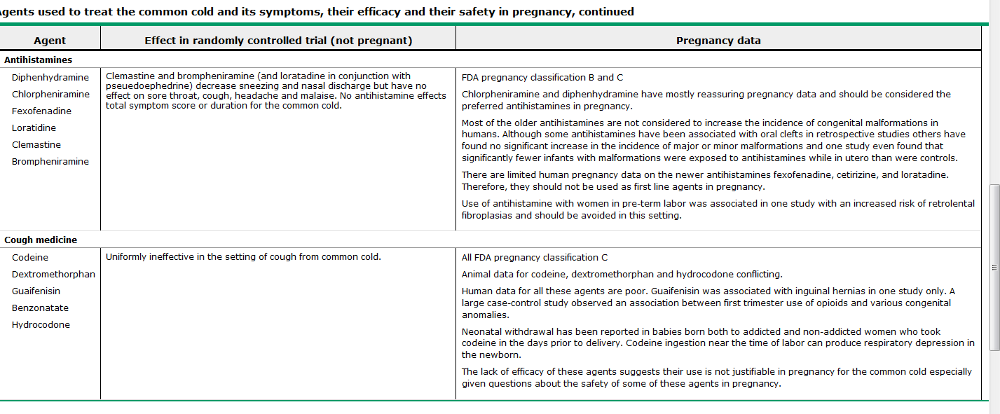 Agents used to treat the common cold and its symptoms, their efficacy and their safety in pregnancy, continued
Agent Effect in randomly controlled trial (not pregnant) Pregnancy data
Antihistamines
Diphenhydramine
Chlorpheniramine
Fexofenadine
Loratidine
Clemastine
Brompheniramine
Clemastine and brompheniramine (and loratadine in conjunction with
pseuedoephedrine) decrease sneezing and nasal discharge but have no
effect on sore throat, cough, headache and malaise. No antihistamine effects
total symptom score or duration for the common cold.
FDA pregnancy classification B and C
Chlorpheniramine and diphenhydramine have mostly reassuring pregnancy data and should be considered the
preferred antihistamines in pregnancy.
Most of the older antihistamines are not considered to increase the incidence of congenital malformations in
humans. Although some antihistamines have been associated with oral clefts in retrospective studies others have
found no significant increase in the incidence of major or minor malformations and one study even found that
significantly fewer infants with malformations were exposed to antihistamines while in utero than were controls.
There are limited human pregnancy data on the newer antihistamines fexofenadine, cetirizine, and loratadine.
Therefore, they should not be used as first line agents in pregnancy.
Use of antihistamine with women in pre-term labor was associated in one study with an increased risk of retrolental
fibroplasias and should be avoided in this setting.
Cough medicine
Codeine
Dextromethorphan
Guaifenisin
Benzonatate
Hydrocodone
Uniformly ineffective in the setting of cough from common cold.
All FDA pregnancy classification C
Animal data for codeine, dextromethorphan and hydrocodone conflicting.
Human data for all these agents are poor. Guaifenisin was associated with inguinal hernias in one study only. A
large case-control study observed an association between first trimester use of opioids and various congenital
anomalies.
Neonatal withdrawal has been reported in babies born both to addicted and non-addicted women who took
codeine in the days prior to delivery. Codeine ingestion near the time of labor can produce respiratory depression in
the newborn.
The lack of efficacy of these agents suggests their use is not justifiable in pregnancy for the common cold especially
given questions about the safety of some of these agents in pregnancy.